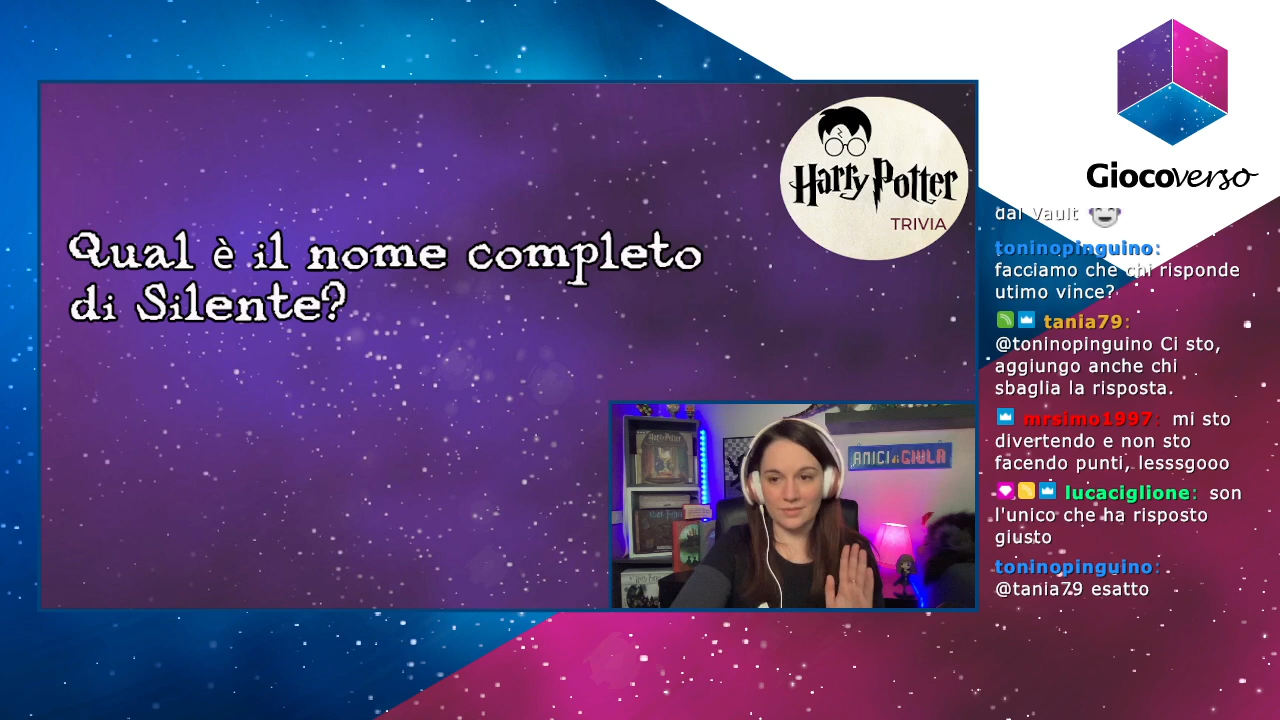 Qual è il nome completo
di Silente?
Harry Potter
TRIVIA
AMICI di GIULA
Harry Potter
Giocoverso
dal Vault
toninopinguino:
facciamo che chi risponde
utimo vince?
tania79:
@toninopinguino Ci sto,
aggiungo anche chi
sbaglia la risposta.
mrsimo1997: mi sto
divertendo e non sto
facendo punti, lesssgooo
lucaciglione: son
l'unico che ha risposto
giusto
toninopinguino:
@tania79 esatto